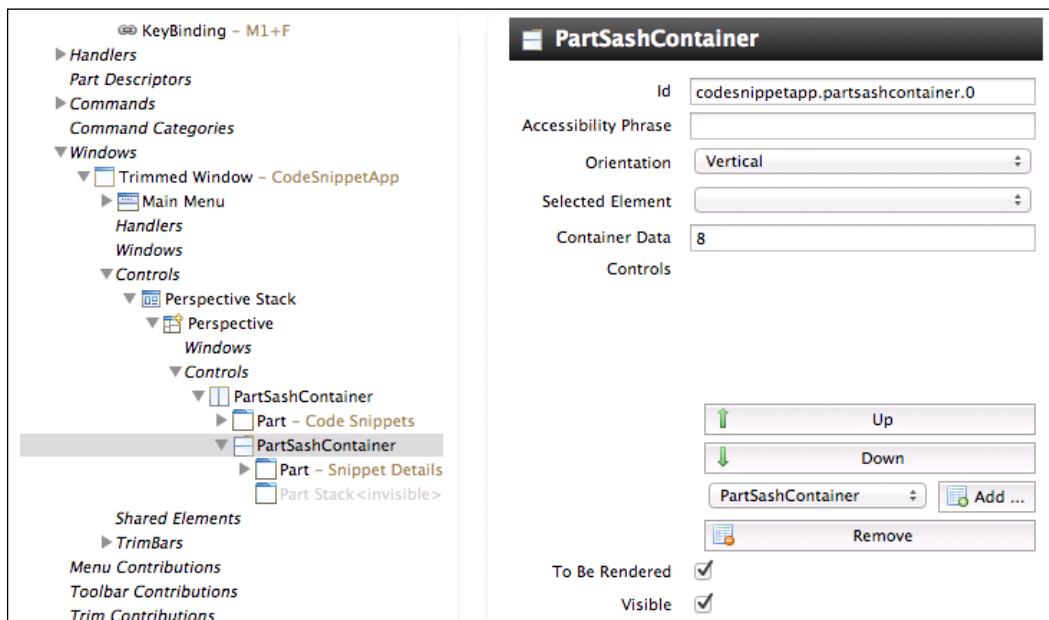 KeyBinding – M1+F
Handlers
Part Descriptors
Commands
Command Categories
Windows
Trimmed Window – CodeSnippetApp
Main Menu
Handlers
Windows
Controls
Perspective Stack
Perspective
Windows
Controls
PartSashContainer
Part – Code Snippets
PartSashContainer
Part – Snippet Details
Part Stack<invisible>
Shared Elements
TrimBars
Menu Contributions
Toolbar Contributions
Trim Contributions
PartSashContainer
Id codesnippetapp.partsashcontainer.0
Accessibility Phrase
Orientation Vertical
Selected Element
Container Data 8
Controls
Up
Down
PartSashContainer Add ...
Remove
To Be Rendered
Visible